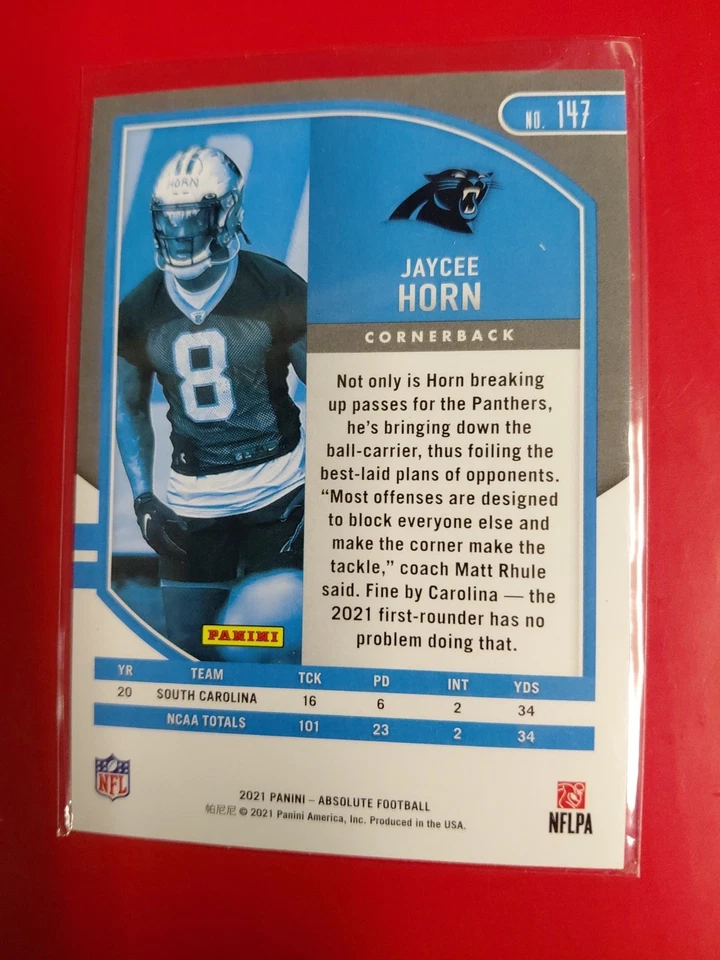 NO. 147
HORN
8
JAYCEE
HORN
CORNERBACK
Not only is Horn breaking
up passes for the Panthers,
he's bringing down the
ball-carrier, thus foiling the
best-laid plans of opponents.
“Most offenses are designed
to block everyone else and
make the corner make the
tackle,” coach Matt Rhule
said. Fine by Carolina — the
2021 first-rounder has no
problem doing that.
PANINI
YR TEAM TCK PD INT YDS
20 SOUTH CAROLINA 16 6 2 34
NCAA TOTALS 101 23 2 34
NFL
2021 PANINI – ABSOLUTE FOOTBALL
帕尼尼 © 2021 Panini America, Inc. Produced in the USA.
NFLPA